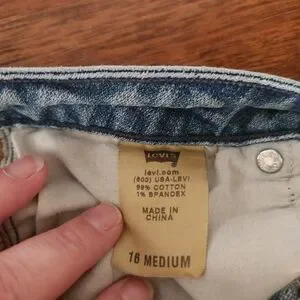 LEVI'S
levi.com
(800) USA-LEVI
99% COTTON
1% SPANDEX
MADE IN
CHINA
16 MEDIUM